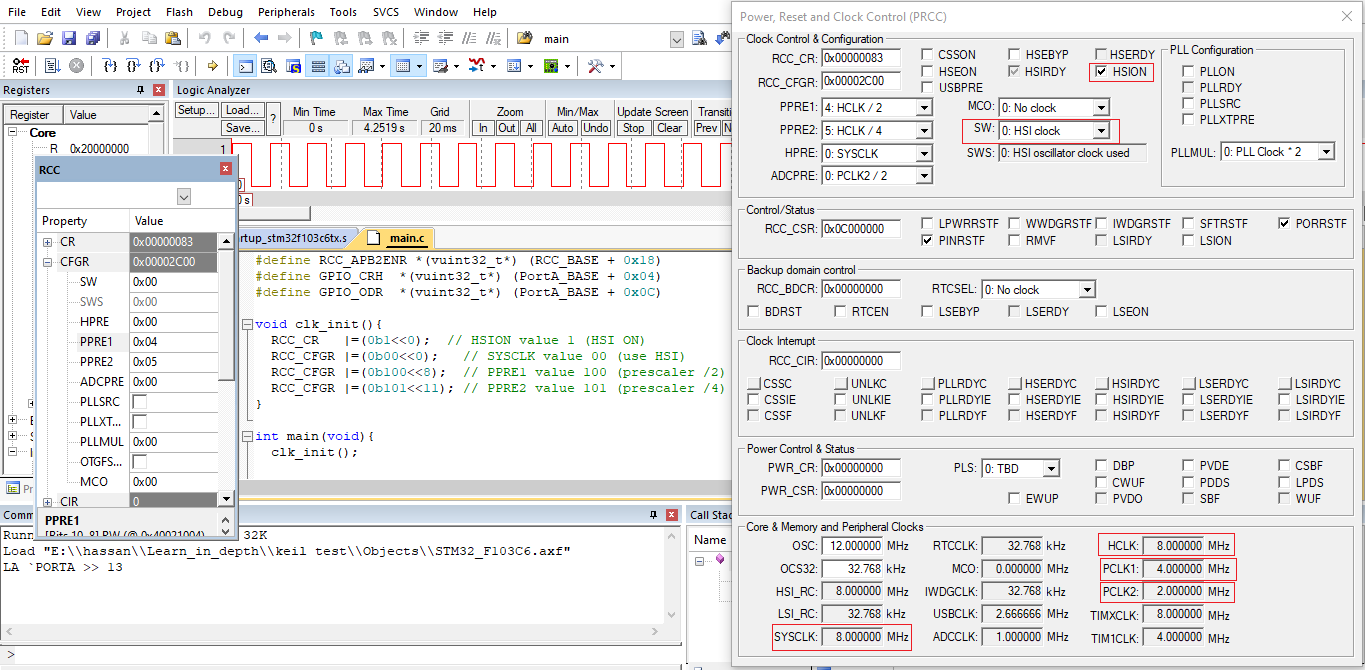 File Edit View Project Flash Debug Peripherals Tools SVCS Window Help
main
RST
Registers
Register Value
Core
R 0x20000000
Logic Analyzer
Setup... Load... Save... ?
Min Time Max Time Grid Zoom Min/Max Update Screen Transiti
0 s 4.2519 s 20 ms In Out All Auto Undo Stop Clear Prev N
1
0
0 s
RCC
Property Value
CR 0x00000083
CFGR 0x00002C00
SW 0x00
SWS 0x00
HPRE 0x00
PPRE1 0x04
PPRE2 0x05
ADCPRE 0x00
PLLSRC
PLLXT...
PLLMUL 0x00
OTGFS...
MCO 0x00
CIR 0
PPRE1
[Bits 10..8] RW (@ 0x40021004)
artup_stm32f103c6tx.s main.c
#define RCC_APB2ENR *(vuint32_t*) (RCC_BASE + 0x18)
#define GPIO_CRH *(vuint32_t*) (PortA_BASE + 0x04)
#define GPIO_ODR *(vuint32_t*) (PortA_BASE + 0x0C)
void clk_init(){
RCC_CR |=(0b1<<0); // HSION value 1 (HSI ON)
RCC_CFGR |=(0b00<<0); // SYSCLK value 00 (use HSI)
RCC_CFGR |=(0b100<<8); // PPRE1 value 100 (prescaler /2)
RCC_CFGR |=(0b101<<11); // PPRE2 value 101 (prescaler /4)
}
int main(void){
clk_init();
Comm
Runn 32K
Load "E:\\hassan\\Learn_in_depth\\keil test\\Objects\\STM32_F103C6.axf"
LA `PORTA >> 13
>
Call Stac
Name
Power, Reset and Clock Control (PRCC)
Clock Control & Configuration
RCC_CR: 0x00000083 CSSON HSEBYP HSERDY
RCC_CFGR: 0x00002C00 HSEON HSIRDY HSION
USBPRE
PPRE1: 4: HCLK / 2 MCO: 0: No clock
PPRE2: 5: HCLK / 4 SW: 0: HSI clock
HPRE: 0: SYSCLK SWS: 0: HSI oscillator clock used
ADCPRE: 0: PCLK2 / 2
PLL Configuration
PLLON
PLLRDY
PLLSRC
PLLXTPRE
PLLMUL: 0: PLL Clock * 2
Control/Status
RCC_CSR: 0x0C000000 LPWRRSTF WWDGRSTF IWDGRSTF SFTRSTF PORRSTF
PINRSTF RMVF LSIRDY LSION
Backup domain control
RCC_BDCR: 0x00000000 RTCSEL: 0: No clock
BDRST RTCEN LSEBYP LSERDY LSEON
Clock Interrupt
RCC_CIR: 0x00000000
CSSC UNLKC PLLRDYC HSERDYC HSIRDYC LSERDYC LSIRDYC
CSSIE UNLKIE PLLRDYIE HSERDYIE HSIRDYIE LSERDYIE LSIRDYIE
CSSF UNLKF PLLRDYF HSERDYF HSIRDYF LSERDYF LSIRDYF
Power Control & Status
PWR_CR: 0x00000000 PLS: 0: TBD DBP PVDE CSBF
CWUF PDDS LPDS
PWR_CSR: 0x00000000 EWUP PVDO SBF WUF
Core & Memory and Peripheral Clocks
OSC: 12.000000 MHz RTCCLK: 32.768 kHz HCLK: 8.000000 MHz
OCS32: 32.768 kHz MCO: 0.000000 MHz PCLK1: 4.000000 MHz
HSI_RC: 8.000000 MHz IWDGCLK: 32.768 kHz PCLK2: 2.000000 MHz
LSI_RC: 32.768 kHz USBCLK: 2.666666 MHz TIMXCLK: 8.000000 MHz
SYSCLK: 8.000000 MHz ADCCLK: 1.000000 MHz TIM1CLK: 4.000000 MHz